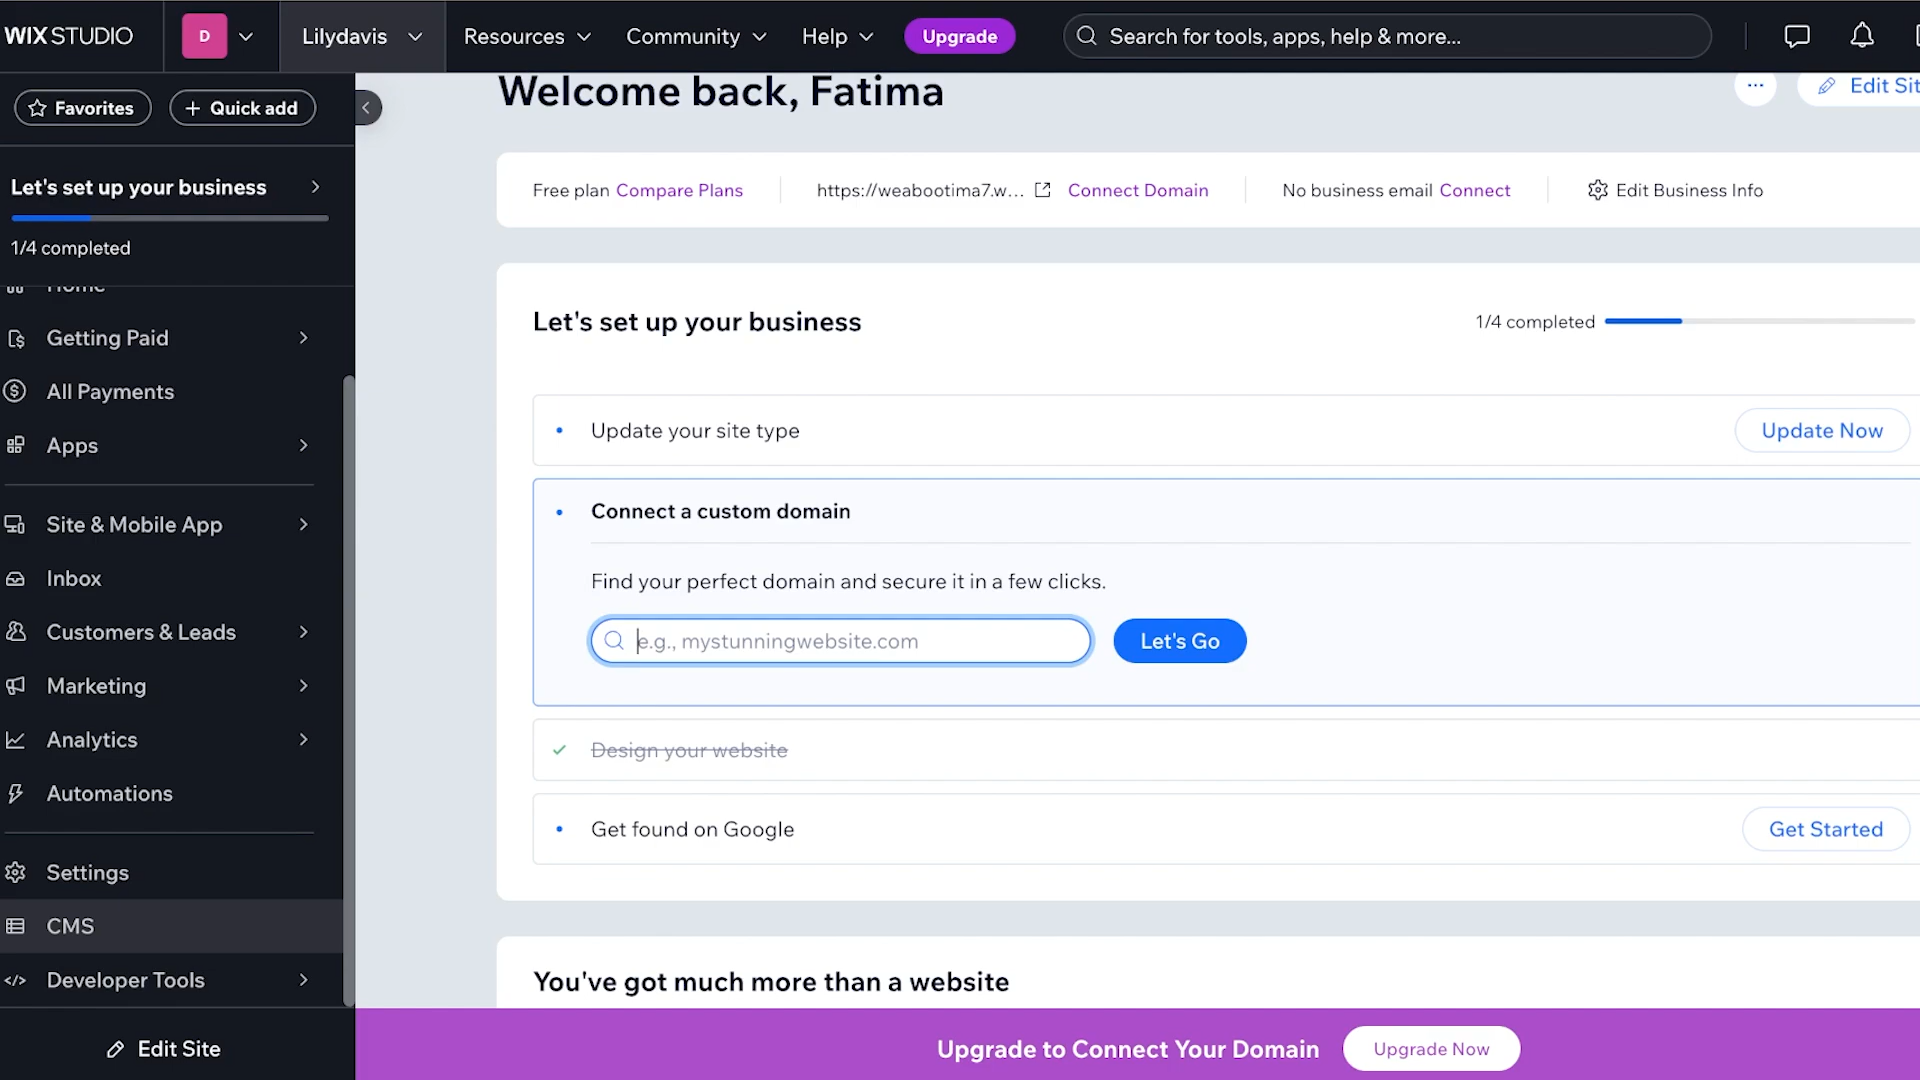 WIX STUDIO
D
Lilydavis
Resources
Community
Help
Upgrade
Search for tools, apps, help & more...
Favorites
Quick add
Let's set up your business
1/4 completed
Home
Getting Paid
All Payments
Apps
Site & Mobile App
Inbox
Customers & Leads
Marketing
Analytics
Automations
Settings
CMS
Developer Tools
Edit Site
Welcome back, Fatima
Edit Sit
Free plan Compare Plans
https://weabootima7.w... Connect Domain
No business email Connect
Edit Business Info
Let's set up your business
1/4 completed
Update your site type
Update Now
Connect a custom domain
Find your perfect domain and secure it in a few clicks.
e.g., mystunningwebsite.com
Let's Go
Design your website
Get found on Google
Get Started
You've got much more than a website
Upgrade to Connect Your Domain
Upgrade Now